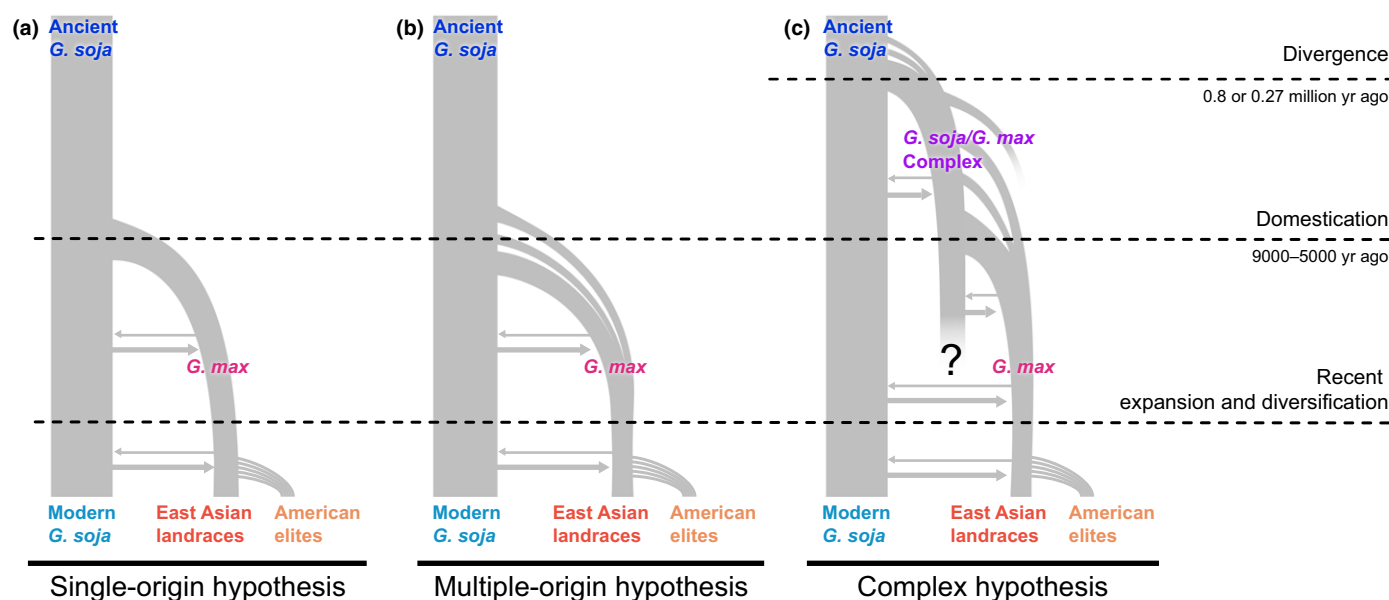 (a)
Ancient
G. soja
G. max
Modern
G. soja
East Asian
landraces
American
elites
Single-origin hypothesis
(b)
Ancient
G. soja
G. max
Modern
G. soja
East Asian
landraces
American
elites
Multiple-origin hypothesis
(c)
Ancient
G. soja
G. soja/G. max
Complex
?
G. max
Modern
G. soja
East Asian
landraces
American
elites
Complex hypothesis
Divergence
0.8 or 0.27 million yr ago
Domestication
9000–5000 yr ago
Recent
expansion and diversification